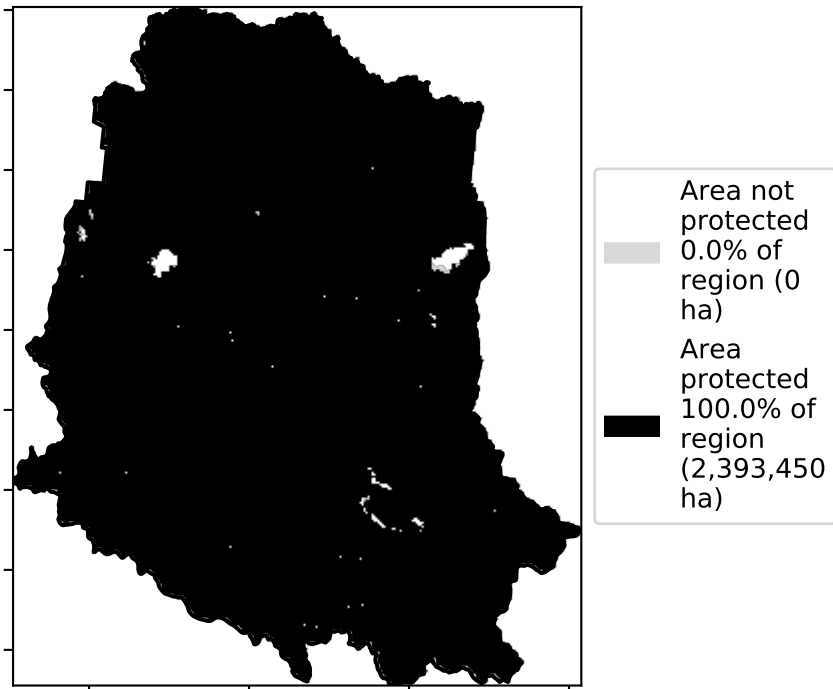 Area not
protected
0.0% of
region (0
ha)
Area
protected
100.0% of
region
(2,393,450
ha)